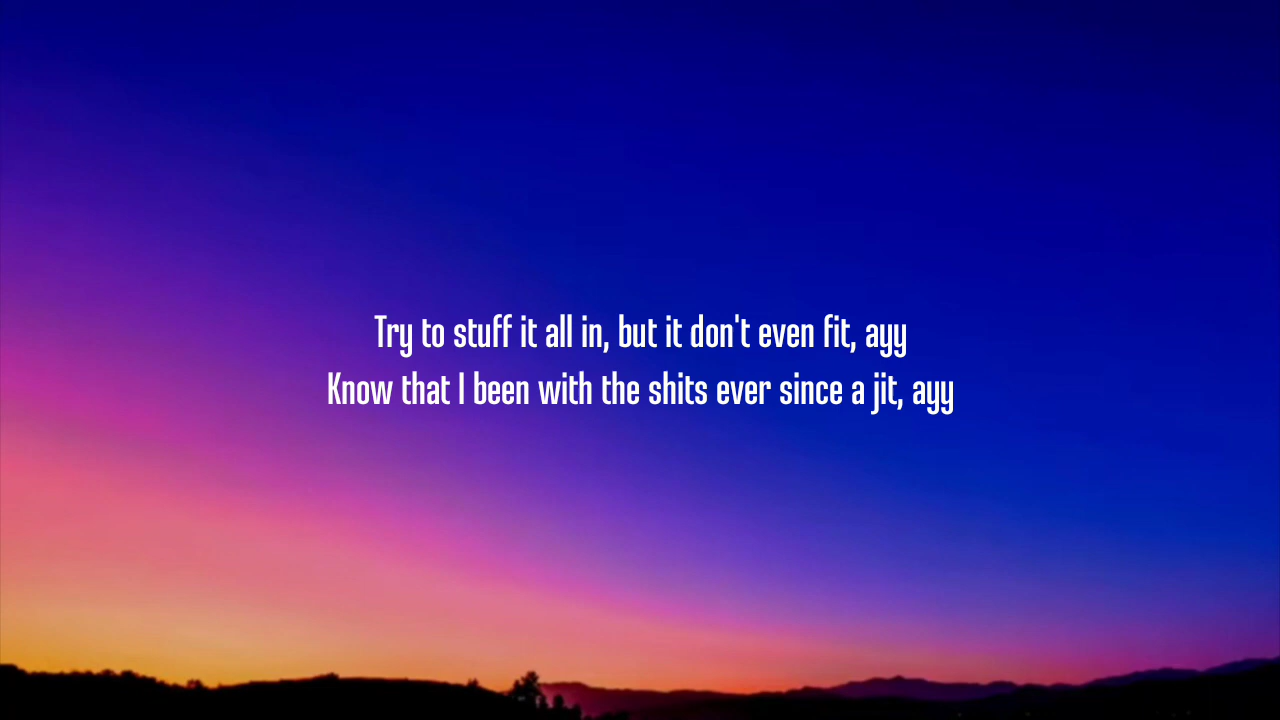 Try to stuff it all in, but it don't even fit, ayy
Know that I been with the shits ever since a jit, ayy